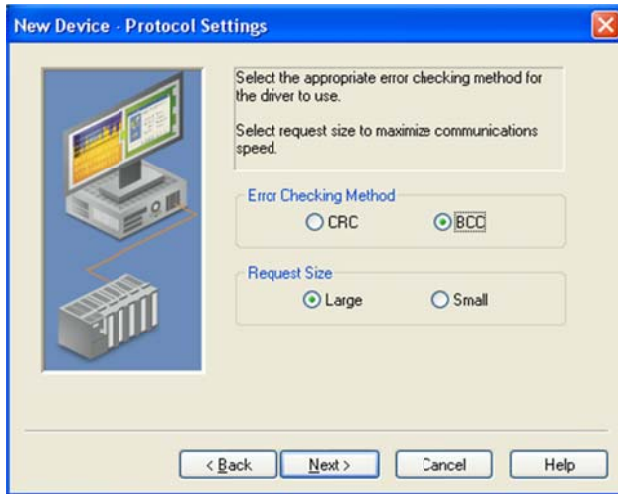 New Device - Protocol Settings
Select the appropriate error checking method for
the driver to use.
Select request size to maximize communications
speed.
Error Checking Method
CRC
BCC
Request Size
Large
Small
< Back
Next >
Cancel
Help